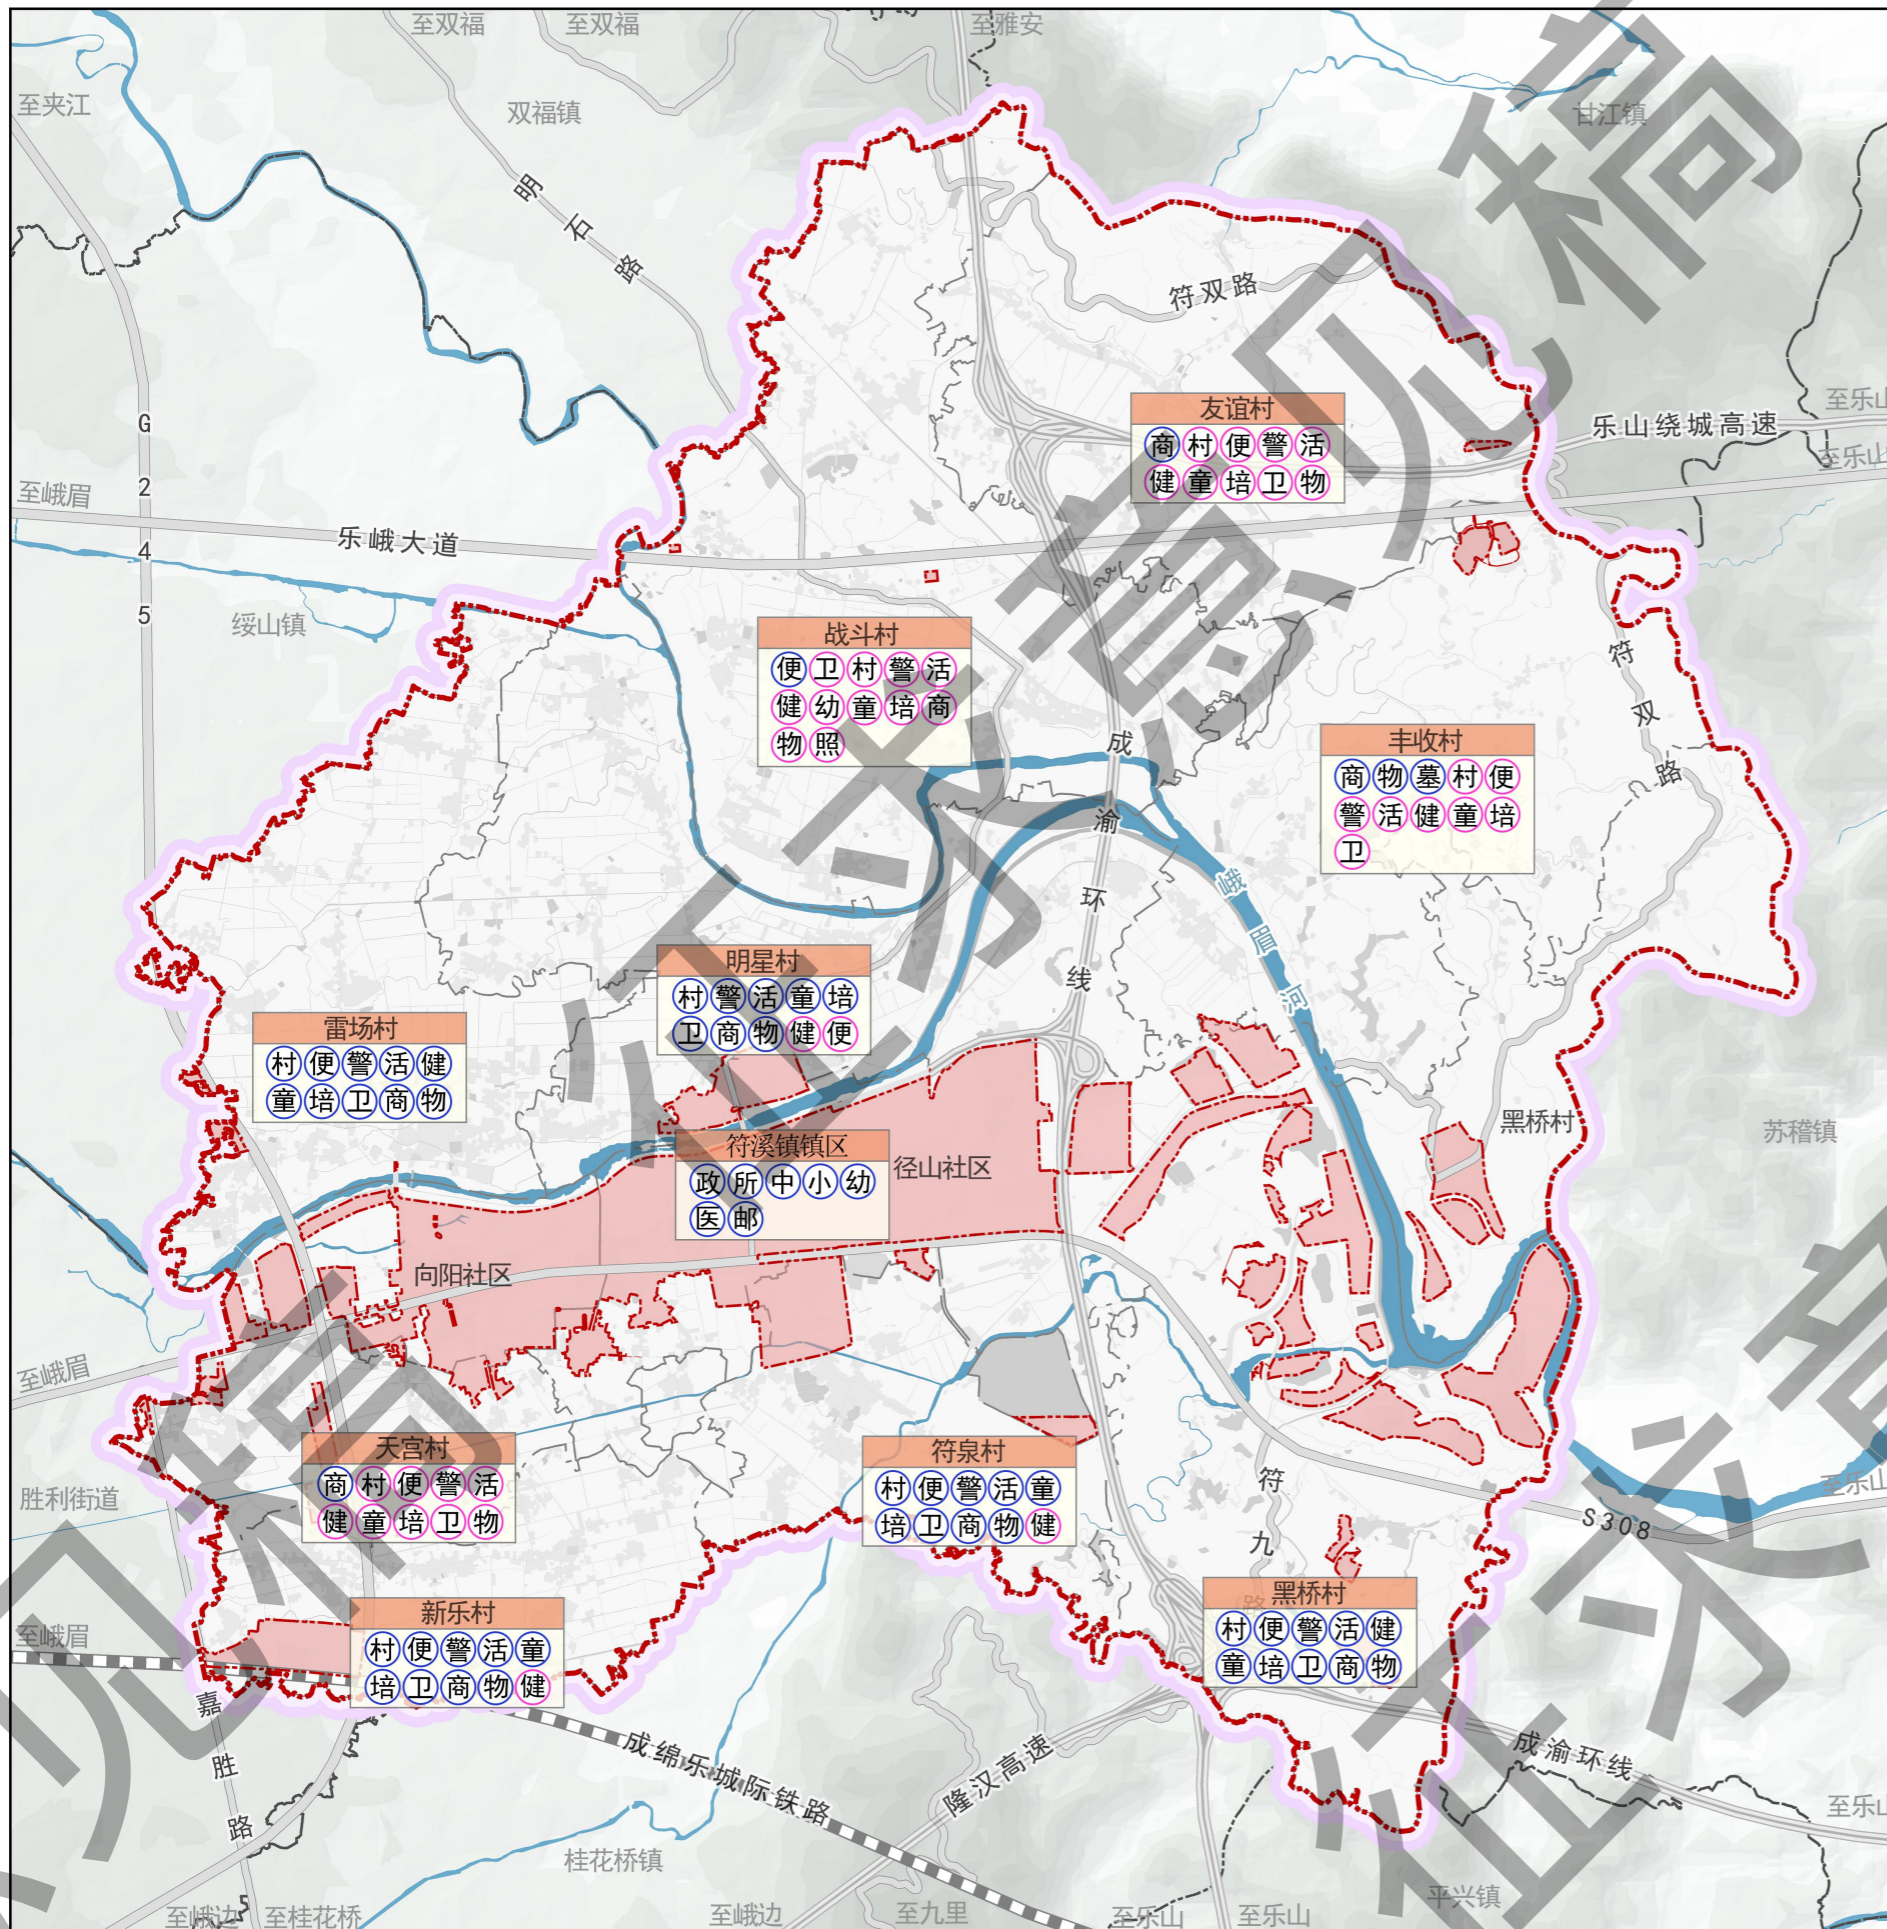 至双福
至双福
至雅安
至夹江
双福镇
甘江镇
明石路
符双路
友谊村
商村便警活
健童培卫物
乐山绕城高速
至乐山
至乐山
G245
至峨眉
乐峨大道
绥山镇
战斗村
便卫村警活
健幼童培商
物照
符双路
丰收村
商物墓村便
警活健童培
卫
成渝环线
峨眉河
明星村
村警活童培
卫商物健便
雷场村
村便警活健
童培卫商物
符溪镇镇区
政所中小幼
医邮
径山社区
黑桥村
苏稽镇
向阳社区
至峨眉
天宫村
商村便警活
健童培卫物
胜利街道
符泉村
村便警活童
培卫商物健
符九路
S308
至乐山
黑桥村
村便警活健
童培卫商物
新乐村
村便警活童
培卫商物健
至峨眉
嘉胜路
成绵乐城际铁路
隆汉高速
成渝环线
至乐山
桂花桥镇
平兴镇
至峨边
至桂花桥
至峨边
至九里
至乐山
至乐山
征求意见稿
见稿
征求意